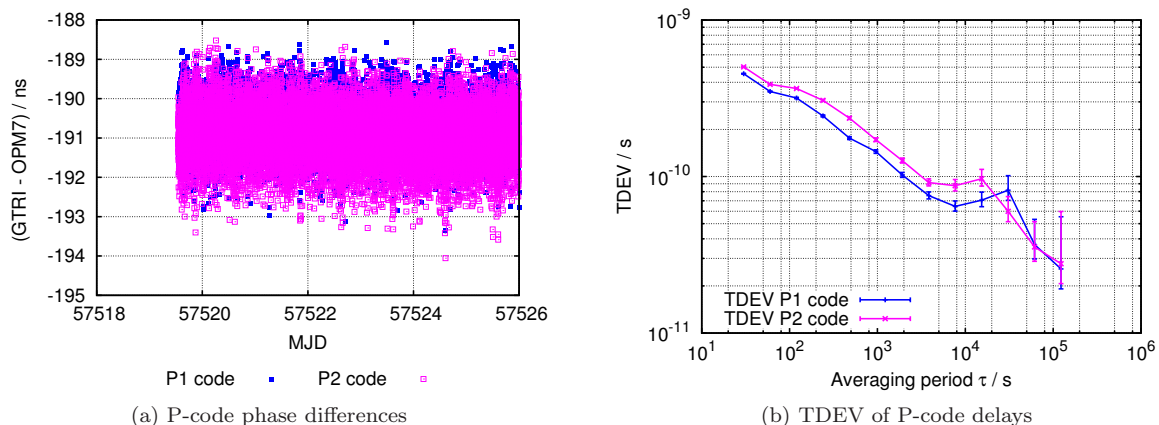 -188
-189
-190
-191
-192
-193
-194
-195
(GTRI - OPM7) / ns
57518
57520
57522
57524
57526
MJD
P1 code
P2 code
(a) P-code phase differences
10^-9
10^-10
10^-11
TDEV / s
TDEV P1 code
TDEV P2 code
10^1
10^2
10^3
10^4
10^5
10^6
Averaging period τ / s
(b) TDEV of P-code delays